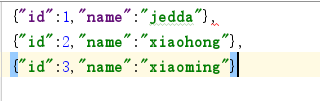 {"id":1,"name":"jedda"},
{"id":2,"name":"xiaohong"},
{"id":3,"name":"xiaoming"}